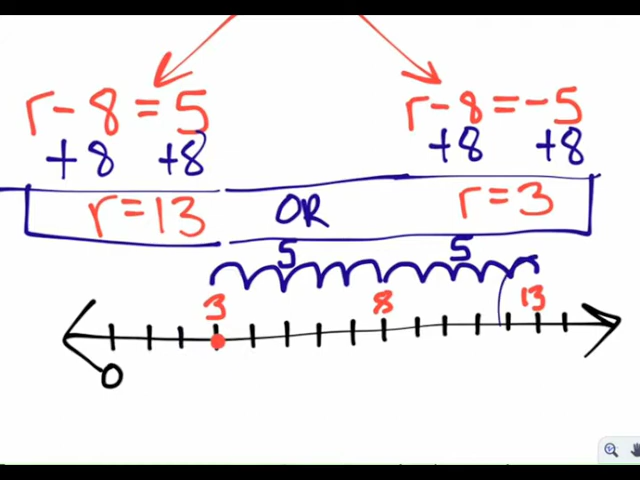 r-8=5 r-8=-5
+8 +8 +8 +8
r=13 OR r=3
5 5
3 8 13
0